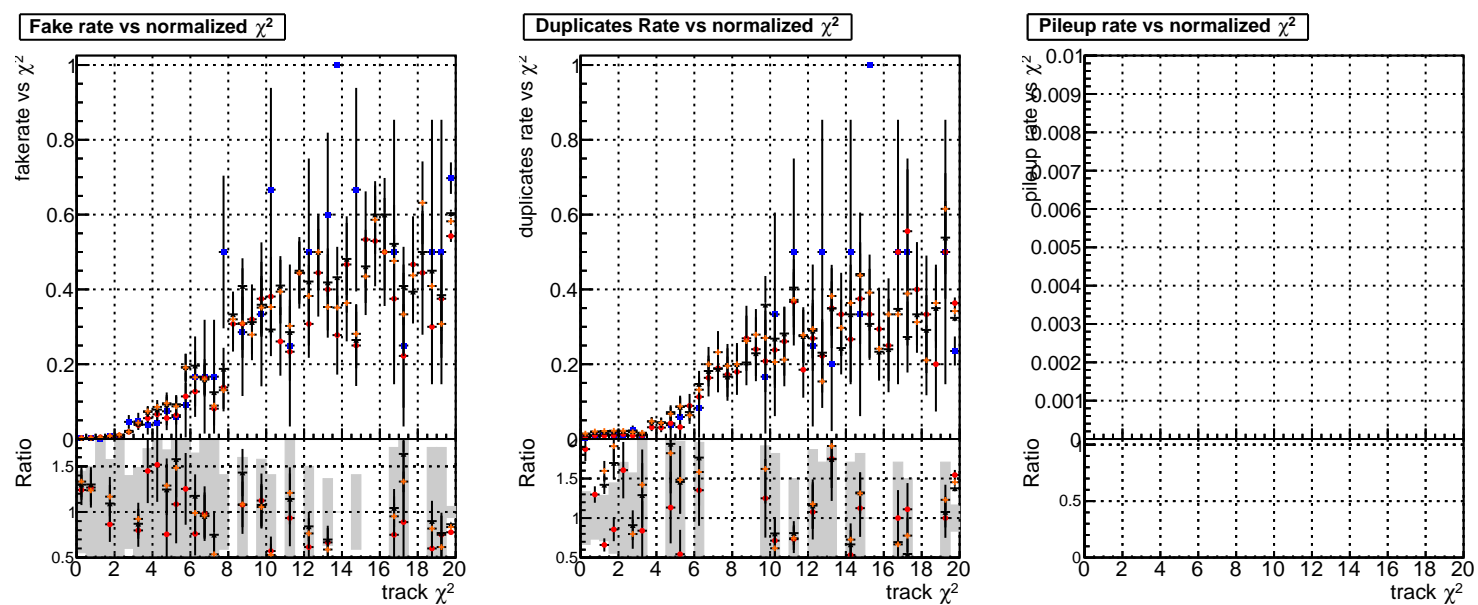 Fake rate vs normalized χ²
fakerate vs χ²
1
0.8
0.6
0.4
0.2
0
Ratio
1.5
1
0.5
0 2 4 6 8 10 12 14 16 18 20
track χ²
Duplicates Rate vs normalized χ²
duplicates rate vs χ²
1
0.8
0.6
0.4
0.2
0
Ratio
1.5
1
0.5
0 2 4 6 8 10 12 14 16 18 20
track χ²
Pileup rate vs normalized χ²
pileup rate vs χ²
0.01
0.009
0.008
0.007
0.006
0.005
0.004
0.003
0.002
0.001
0
Ratio
1
0.5
0
0 2 4 6 8 10 12 14 16 18 20
track χ²